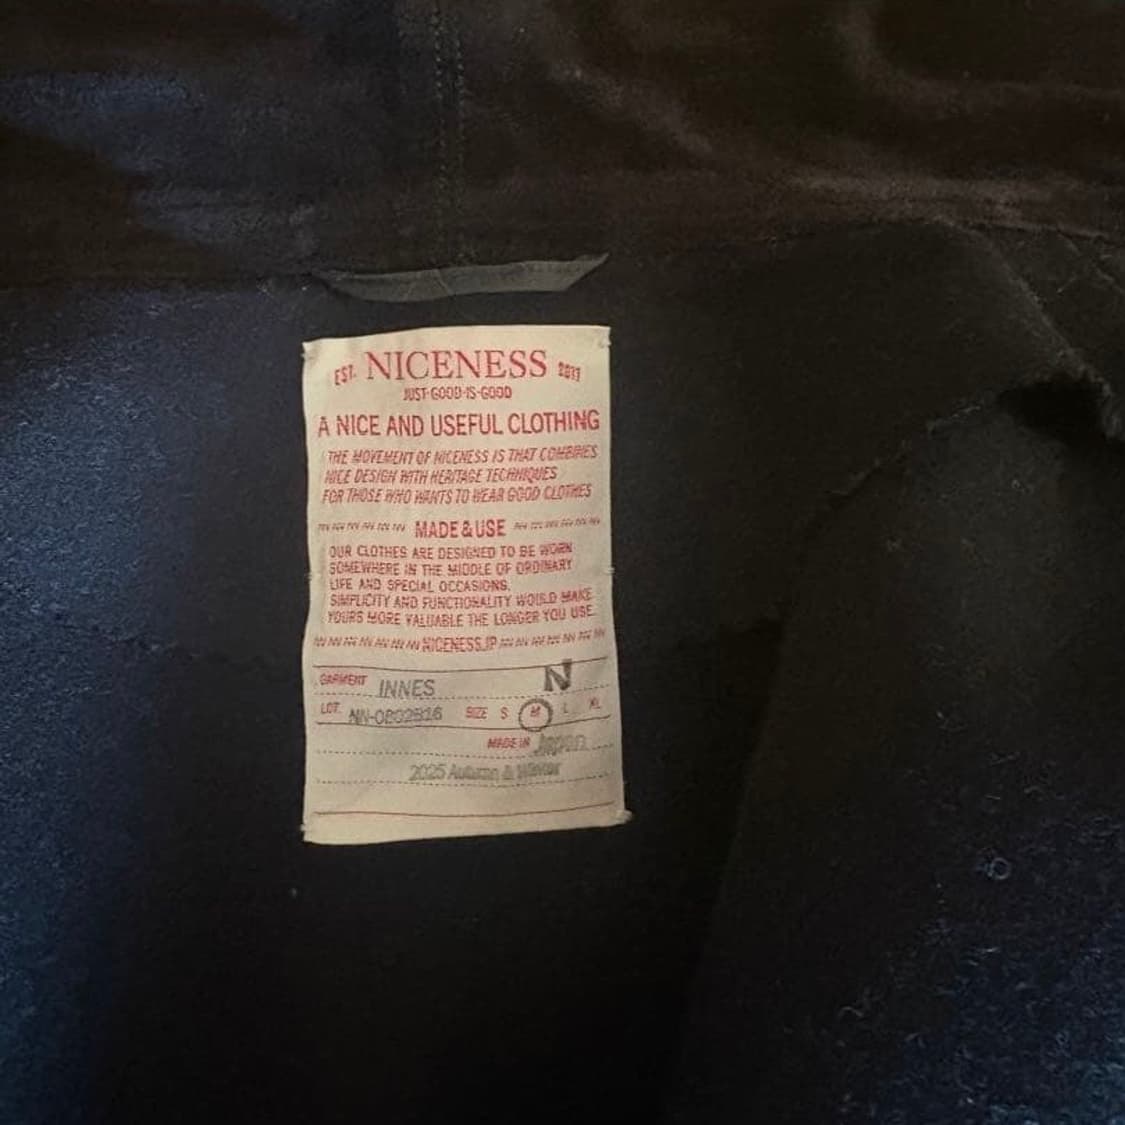 EST. NICENESS 2017
JUST·GOOD·IS·GOOD
A NICE AND USEFUL CLOTHING
THE MOVEMENT OF NICENESS IS THAT COMBINES
NICE DESIGN WITH HERITAGE TECHNIQUES
FOR THOSE WHO WANTS TO WEAR GOOD CLOTHES
MADE & USE
OUR CLOTHES ARE DESIGNED TO BE WORN
SOMEWHERE IN THE MIDDLE OF ORDINARY
LIFE AND SPECIAL OCCASIONS.
SIMPLICITY AND FUNCTIONALITY WOULD MAKE
YOURS MORE VALUABLE THE LONGER YOU USE.
NICENESS.JP
GARMENT INNES N
LOT. SIZE S M L XL
MADE IN Japan
2025 Autumn & Winter